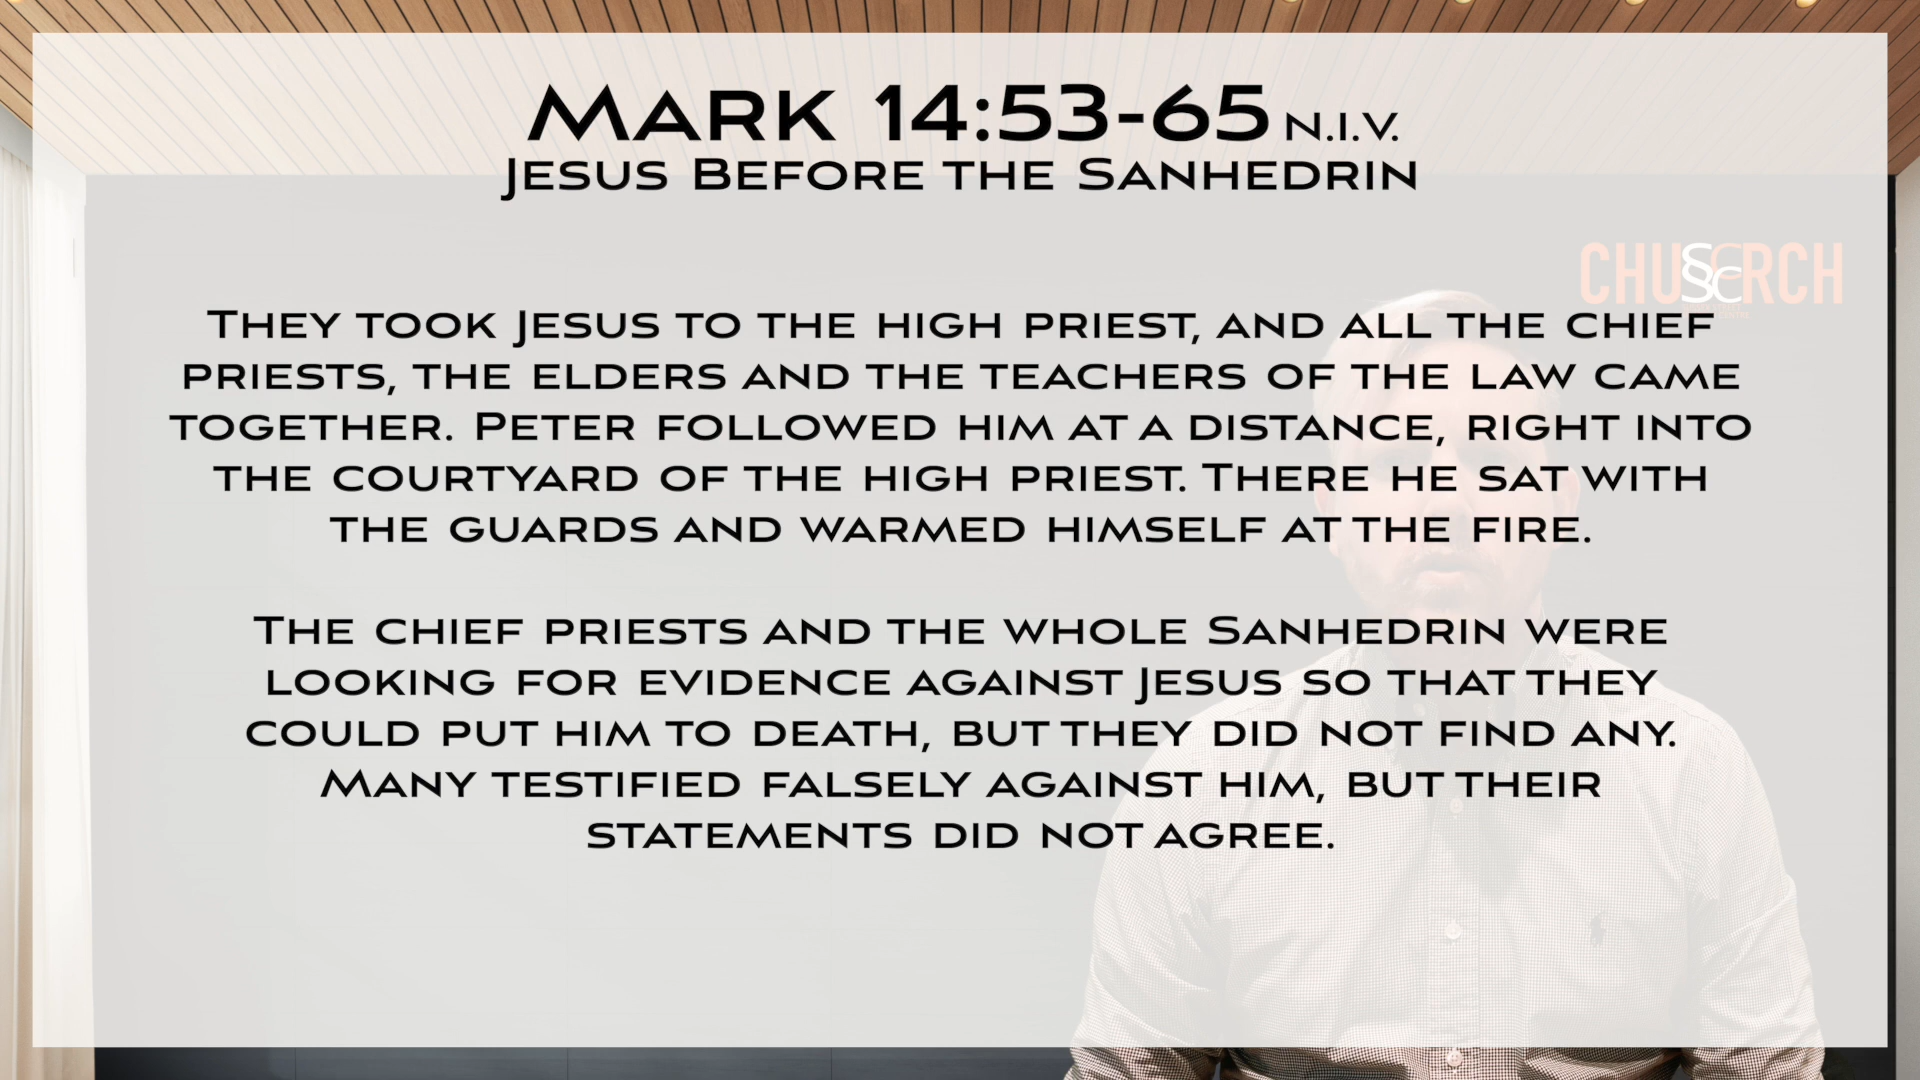 Mark 14:53-65 N.I.V.
Jesus Before the Sanhedrin
CHU SSCC RCH
CENTRE
They took Jesus to the high priest, and all the chief
priests, the elders and the teachers of the law came
together. Peter followed him at a distance, right into
the courtyard of the high priest. There he sat with
the guards and warmed himself at the fire.
The chief priests and the whole Sanhedrin were
looking for evidence against Jesus so that they
could put him to death, but they did not find any.
Many testified falsely against him, but their
statements did not agree.